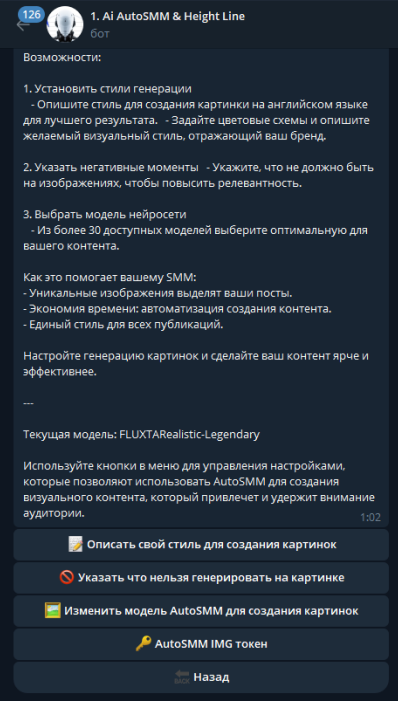 126
1. Ai AutoSMM & Height Line
бот
Возможности:
1. Установить стили генерации
- Опишите стиль для создания картинки на английском языке
для лучшего результата.   - Задайте цветовые схемы и опишите
желаемый визуальный стиль, отражающий ваш бренд.
2. Указать негативные моменты   - Укажите, что не должно быть
на изображениях, чтобы повысить релевантность.
3. Выбрать модель нейросети
- Из более 30 доступных моделей выберите оптимальную для
вашего контента.
Как это помогает вашему SMM:
- Уникальные изображения выделят ваши посты.
- Экономия времени: автоматизация создания контента.
- Единый стиль для всех публикаций.
Настройте генерацию картинок и сделайте ваш контент ярче и
эффективнее.
---
Текущая модель: FLUXTARealistic-Legendary
Используйте кнопки в меню для управления настройками,
которые позволяют использовать AutoSMM для создания
визуального контента, который привлечет и удержит внимание
аудитории.
1:02
Описать свой стиль для создания картинок
Указать что нельзя генерировать на картинке
Изменить модель AutoSMM для создания картинок
AutoSMM IMG токен
BACK Назад